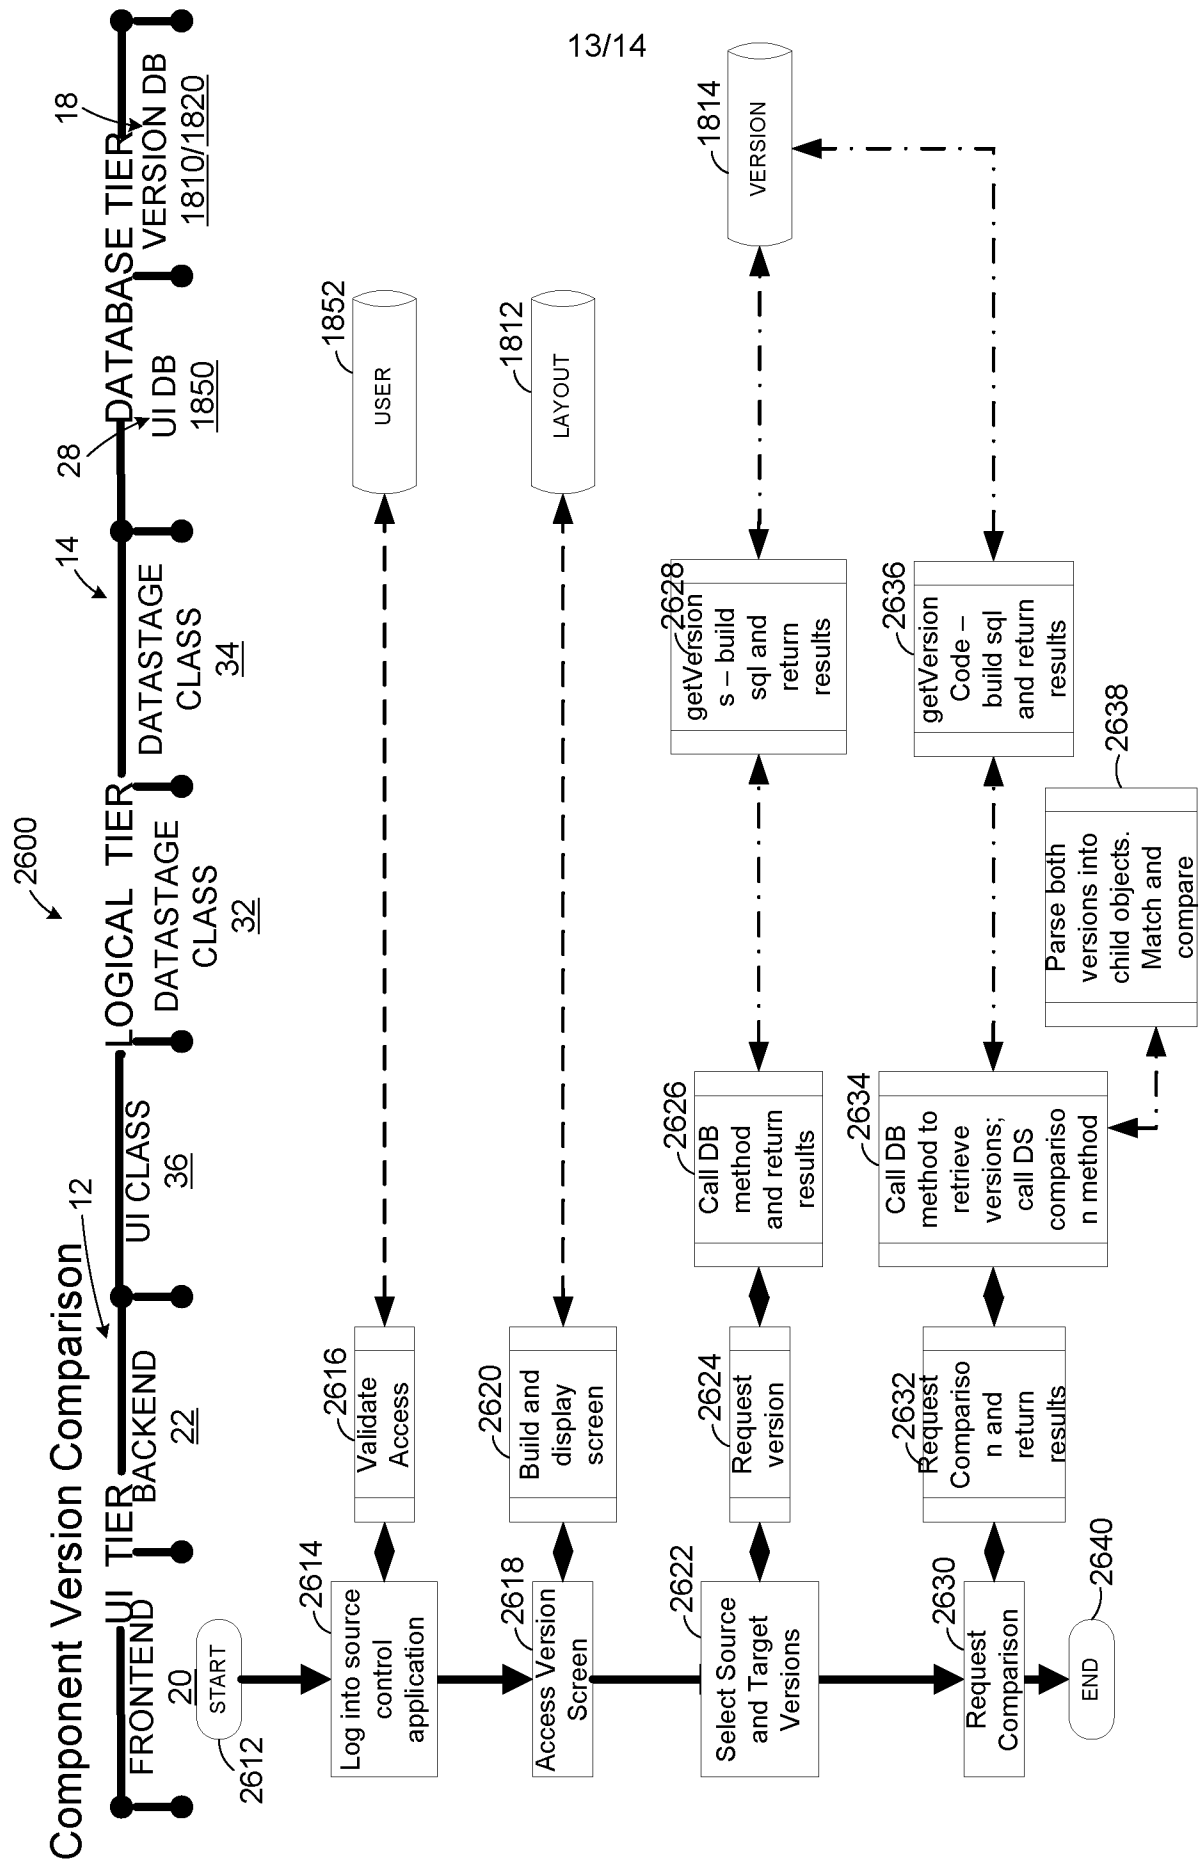 13/14
Component Version Comparison
2600
12
14
28
18
UI TIER
LOGICAL TIER
DATABASE TIER
FRONTEND
20
BACKEND
22
UI CLASS
36
DATASTAGE
CLASS
32
DATASTAGE
CLASS
34
UI DB
1850
VERSION DB
1810/1820
START
2612
2614
Log into source
control
application
2616
Validate
Access
1852
USER
2618
Access Version
Screen
2620
Build and
display
screen
1812
LAYOUT
2622
Select Source
and Target
Versions
2624
Request
version
2626
Call DB
method
and return
results
2628
getVersion
s – build
sql and
return
results
1814
VERSION
2630
Request
Comparison
2632
Request
Compariso
n and
return
results
2634
Call DB
method to
retrieve
versions;
call DS
compariso
n method
2636
getVersion
Code –
build sql
and return
results
2638
Parse both
versions into
child objects.
Match and
compare
END
2640